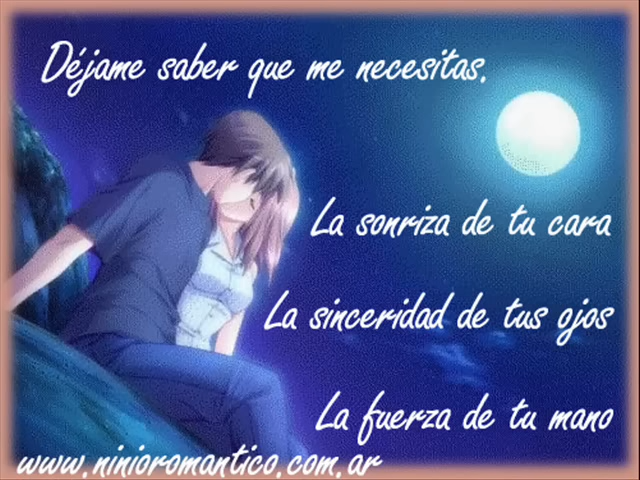 Déjame saber que me necesitas.
La sonriza de tu cara
La sinceridad de tus ojos
La fuerza de tu mano
www.ninioromantico.com.ar